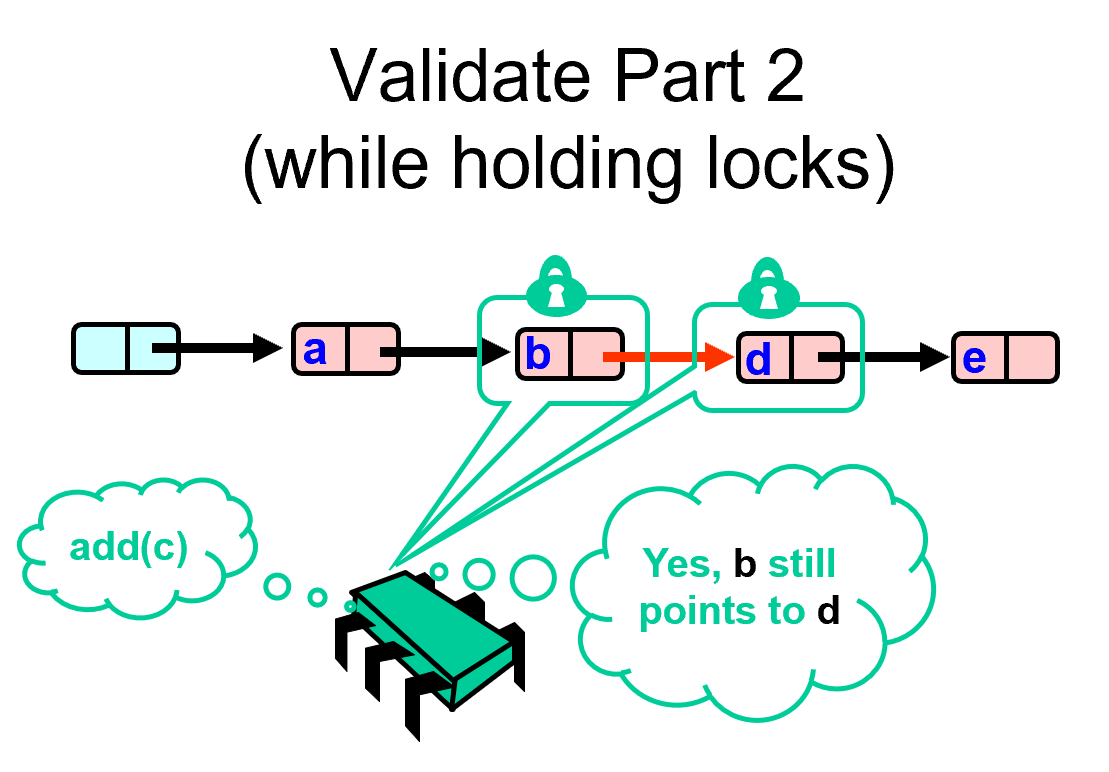 Validate Part 2
(while holding locks)
a
b
d
e
add(c)
Yes, b still
points to d